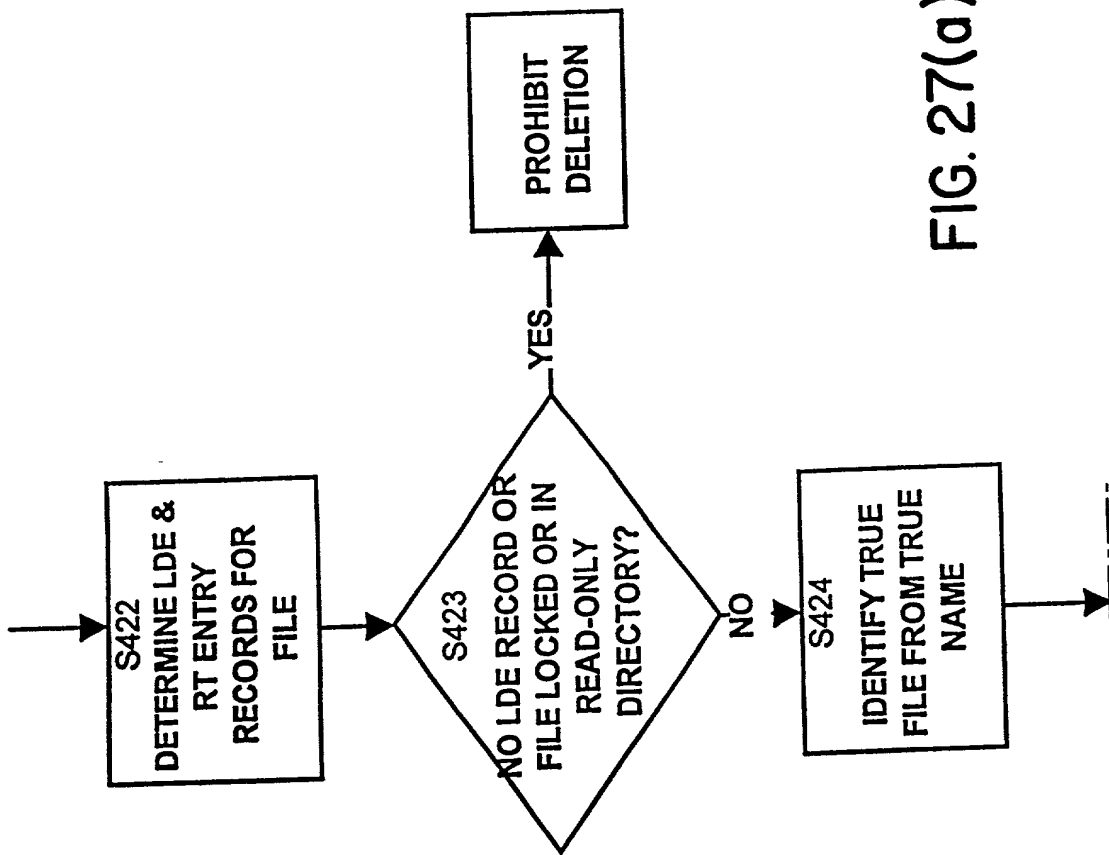 S422
DETERMINE LDE &
RT ENTRY
RECORDS FOR
FILE
S423
NO LDE RECORD OR
FILE LOCKED OR IN
READ-ONLY
DIRECTORY?
YES
PROHIBIT
DELETION
NO
S424
IDENTIFY TRUE
FILE FROM TRUE
NAME
FIG. 27(a)